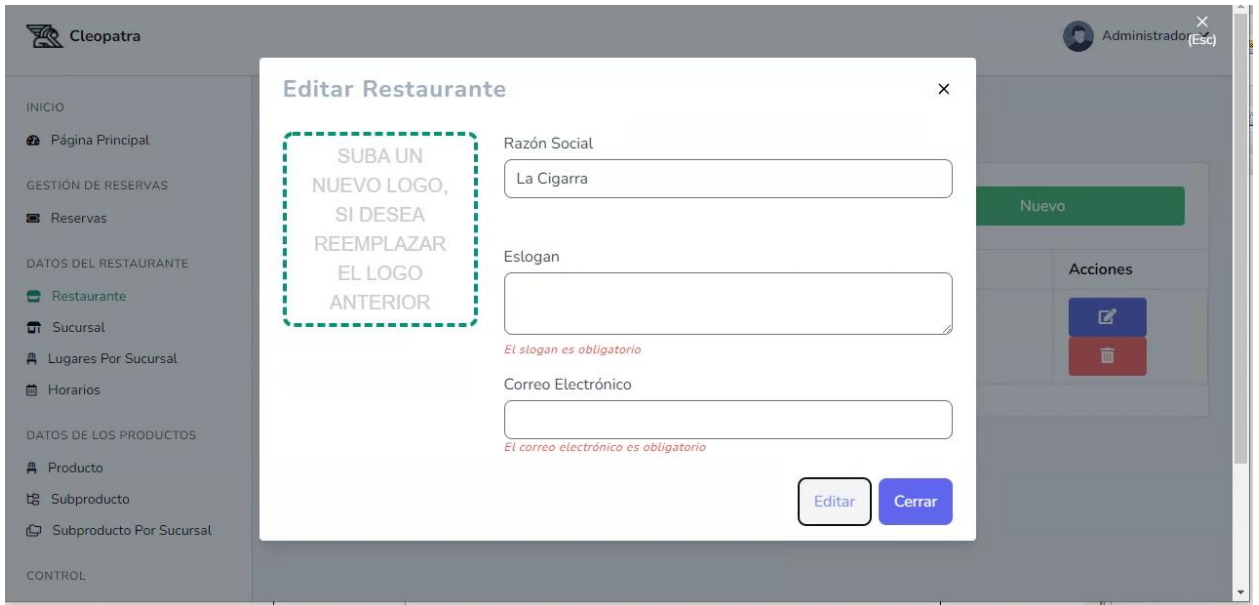 Cleopatra
Administrador
(Esc)
INICIO
Página Principal
GESTIÓN DE RESERVAS
Reservas
DATOS DEL RESTAURANTE
Restaurante
Sucursal
Lugares Por Sucursal
Horarios
DATOS DE LOS PRODUCTOS
Producto
Subproducto
Subproducto Por Sucursal
CONTROL
Editar Restaurante
SUBA UN
NUEVO LOGO,
SI DESEA
REEMPLAZAR
EL LOGO
ANTERIOR
Razón Social
La Cigarra
Eslogan
El slogan es obligatorio
Correo Electrónico
El correo electrónico es obligatorio
Editar
Cerrar
Nuevo
Acciones